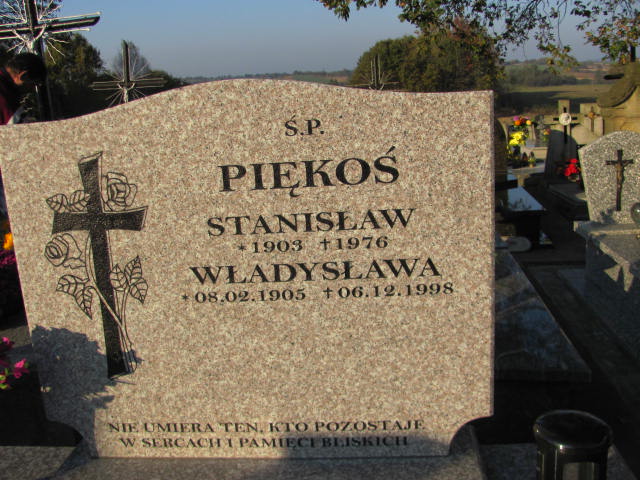 Ś.P.
PIĘKOŚ
STANISŁAW
*1903 †1976
WŁADYSŁAWA
*08.02.1905 †06.12.1998
NIE UMIERA TEN, KTO POZOSTAJE
W SERCACH I PAMIĘCI BLISKICH